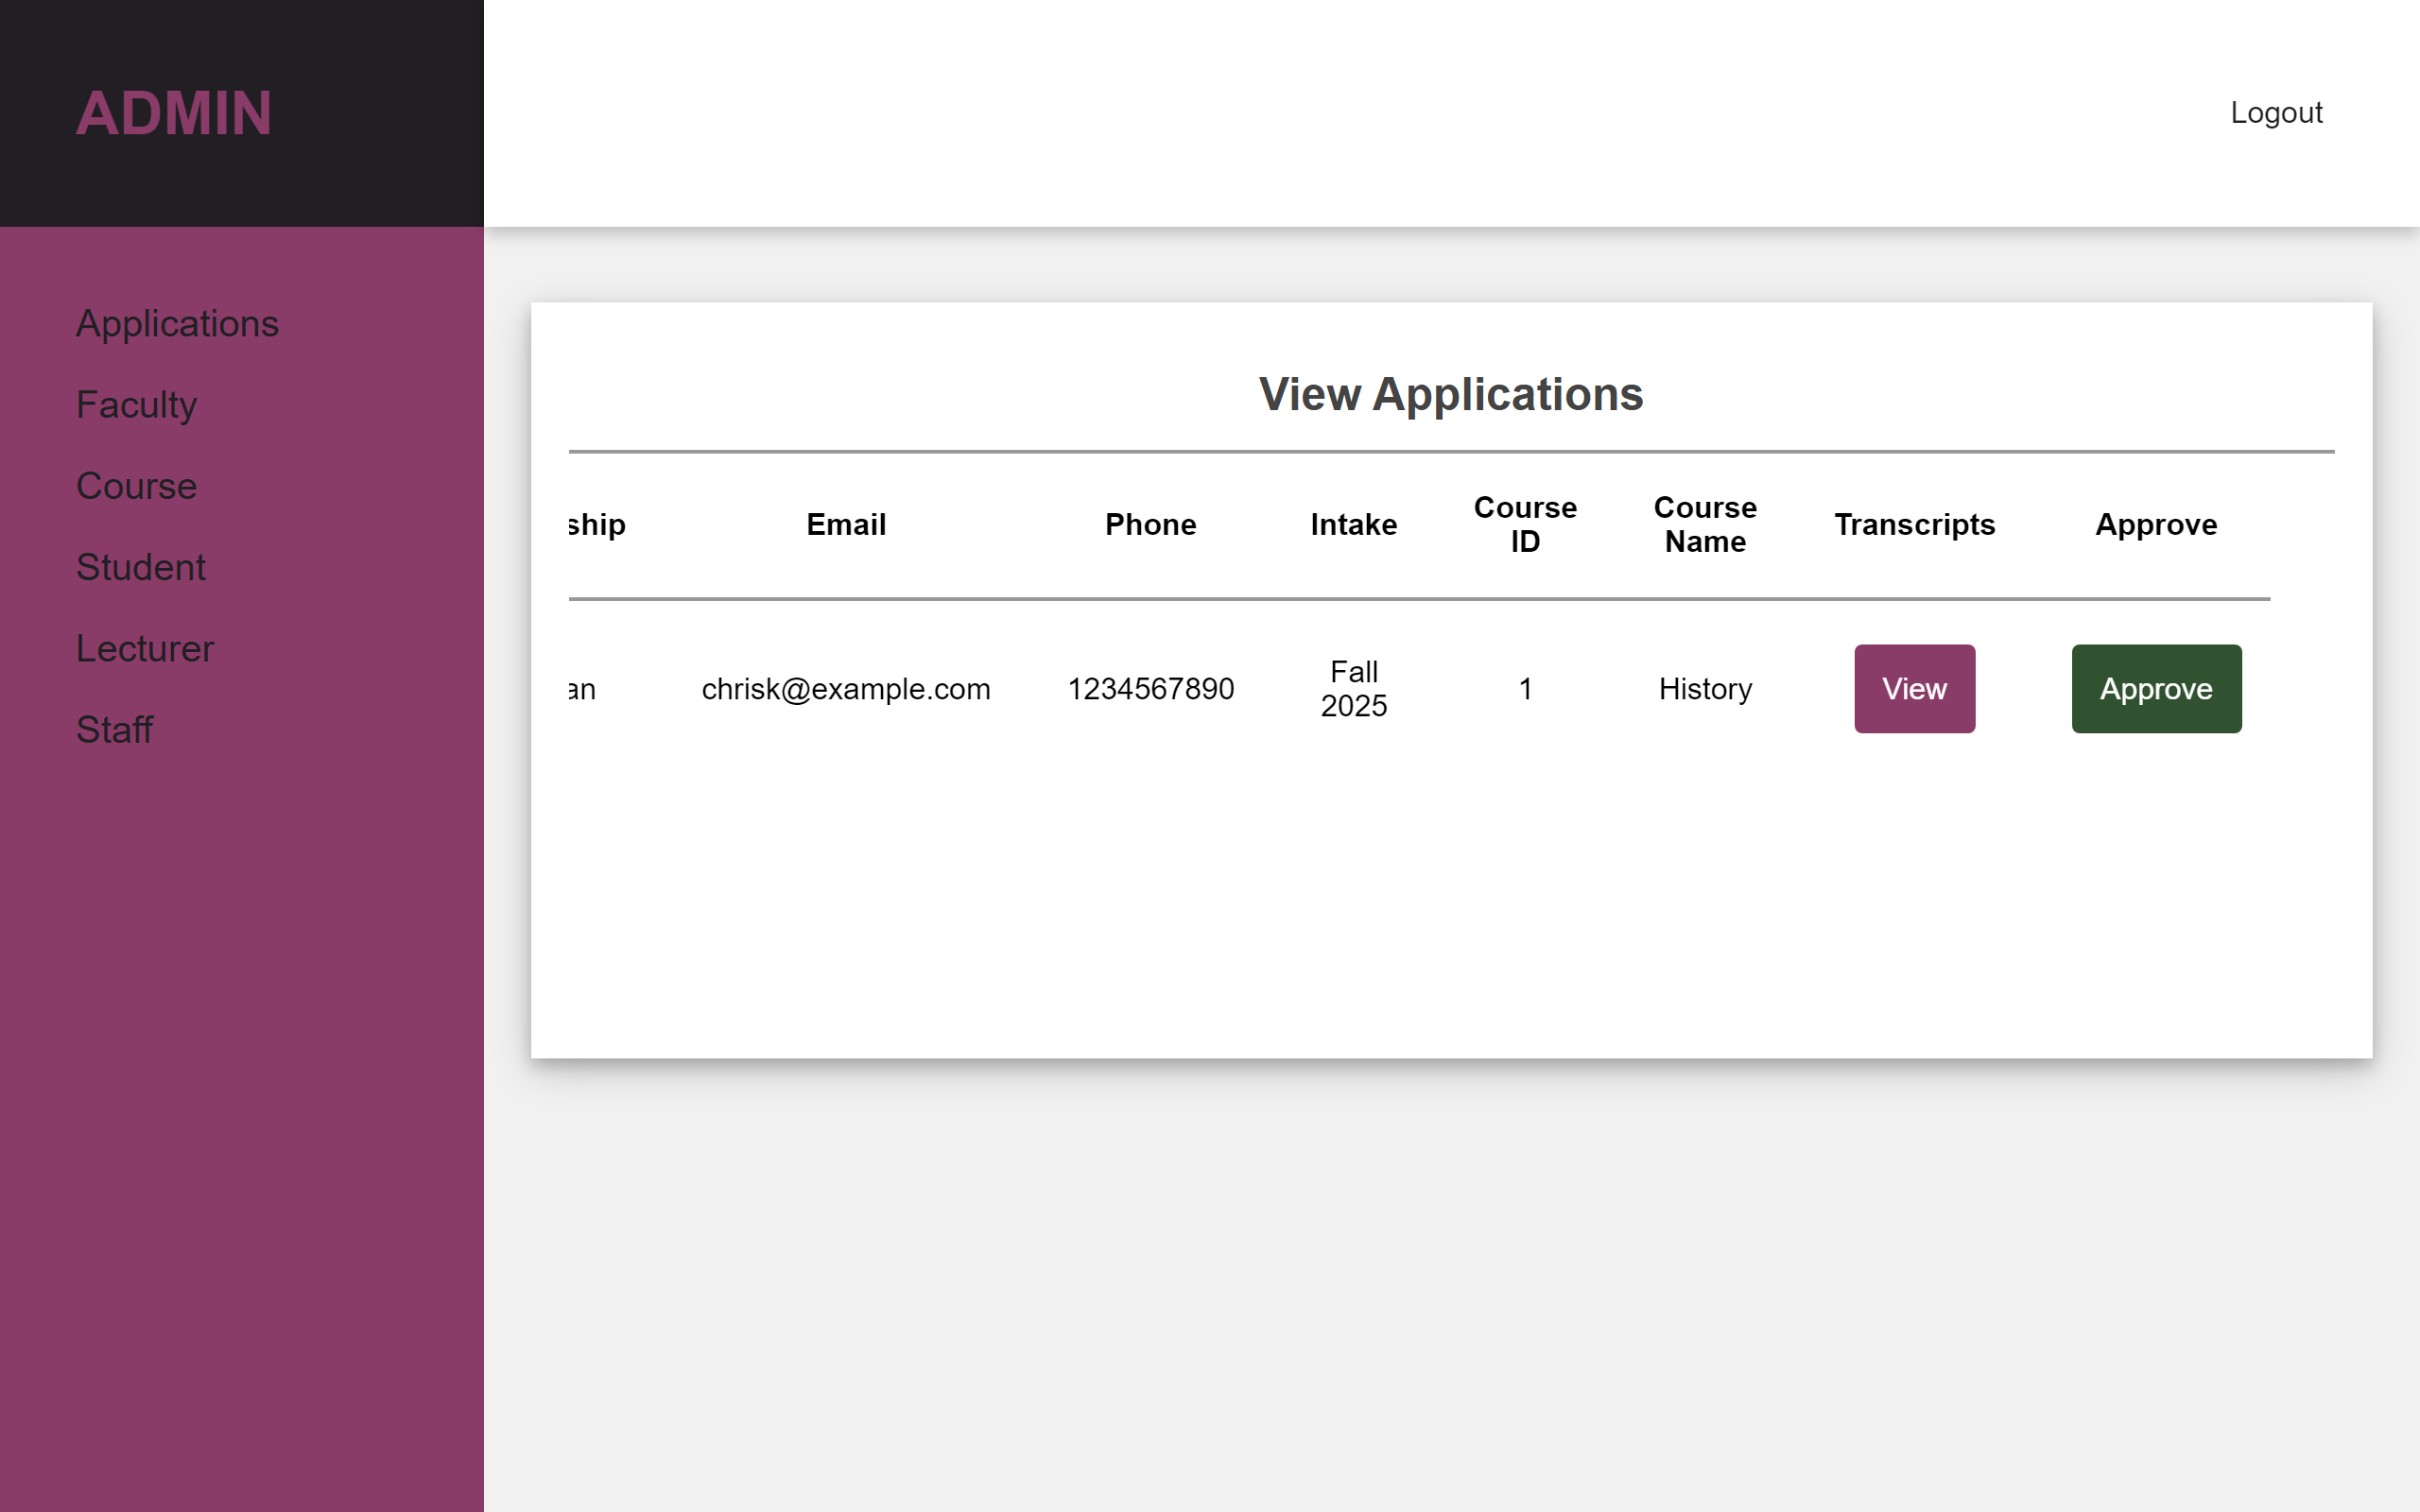 ADMIN
Logout
Applications
Faculty
Course
Student
Lecturer
Staff
View Applications
ship Email Phone Intake Course ID Course Name Transcripts Approve
an chrisk@example.com 1234567890 Fall 2025 1 History View Approve